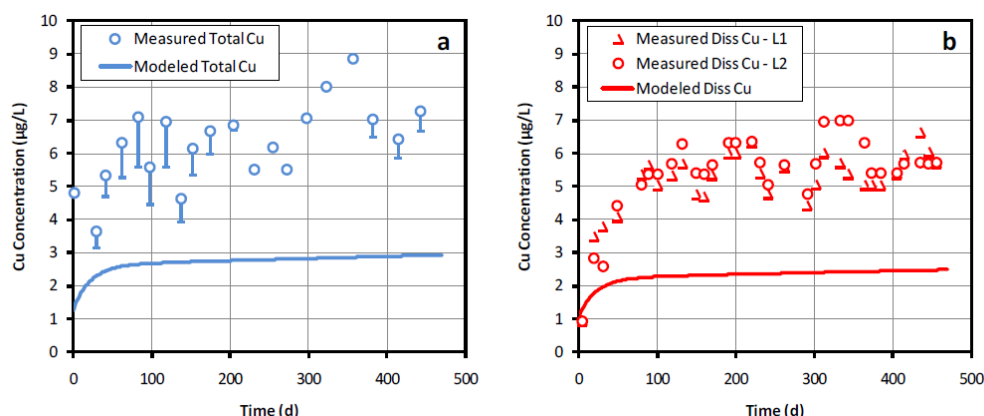 10
9
8
7
6
5
4
3
2
1
0
Cu Concentration (µg/L)
Measured Total Cu
Modeled Total Cu
a
0 100 200 300 400 500
Time (d)
10
9
8
7
6
5
4
3
2
1
0
Cu Concentration (µg/L)
Measured Diss Cu - L1
Measured Diss Cu - L2
Modeled Diss Cu
b
0 100 200 300 400 500
Time (d)